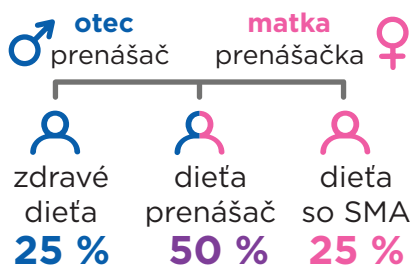 otec
prenášač
matka
prenášačka
zdravé
dieťa
25 %
dieťa
prenášač
50 %
dieťa
so SMA
25 %